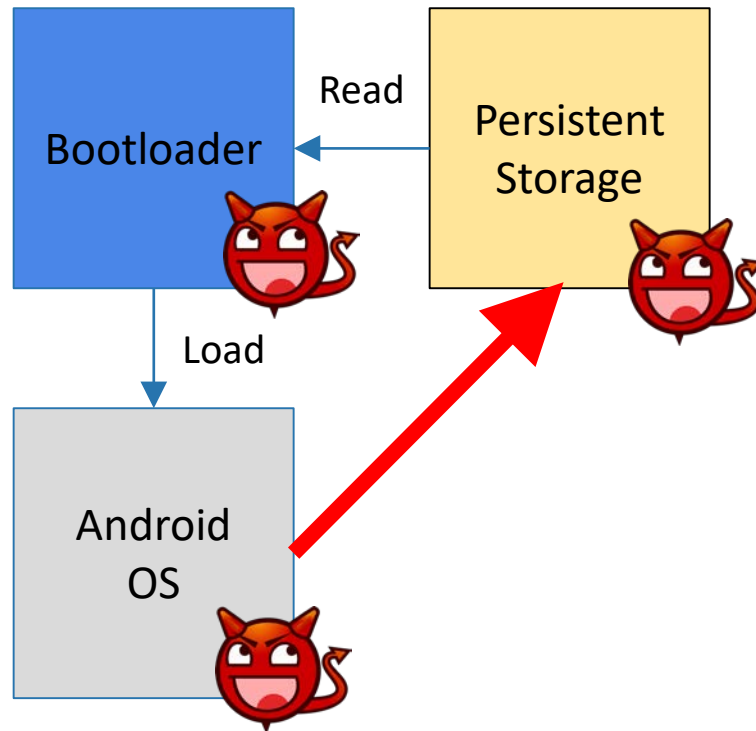 Bootloader
Read
Persistent
Storage
Load
Android
OS